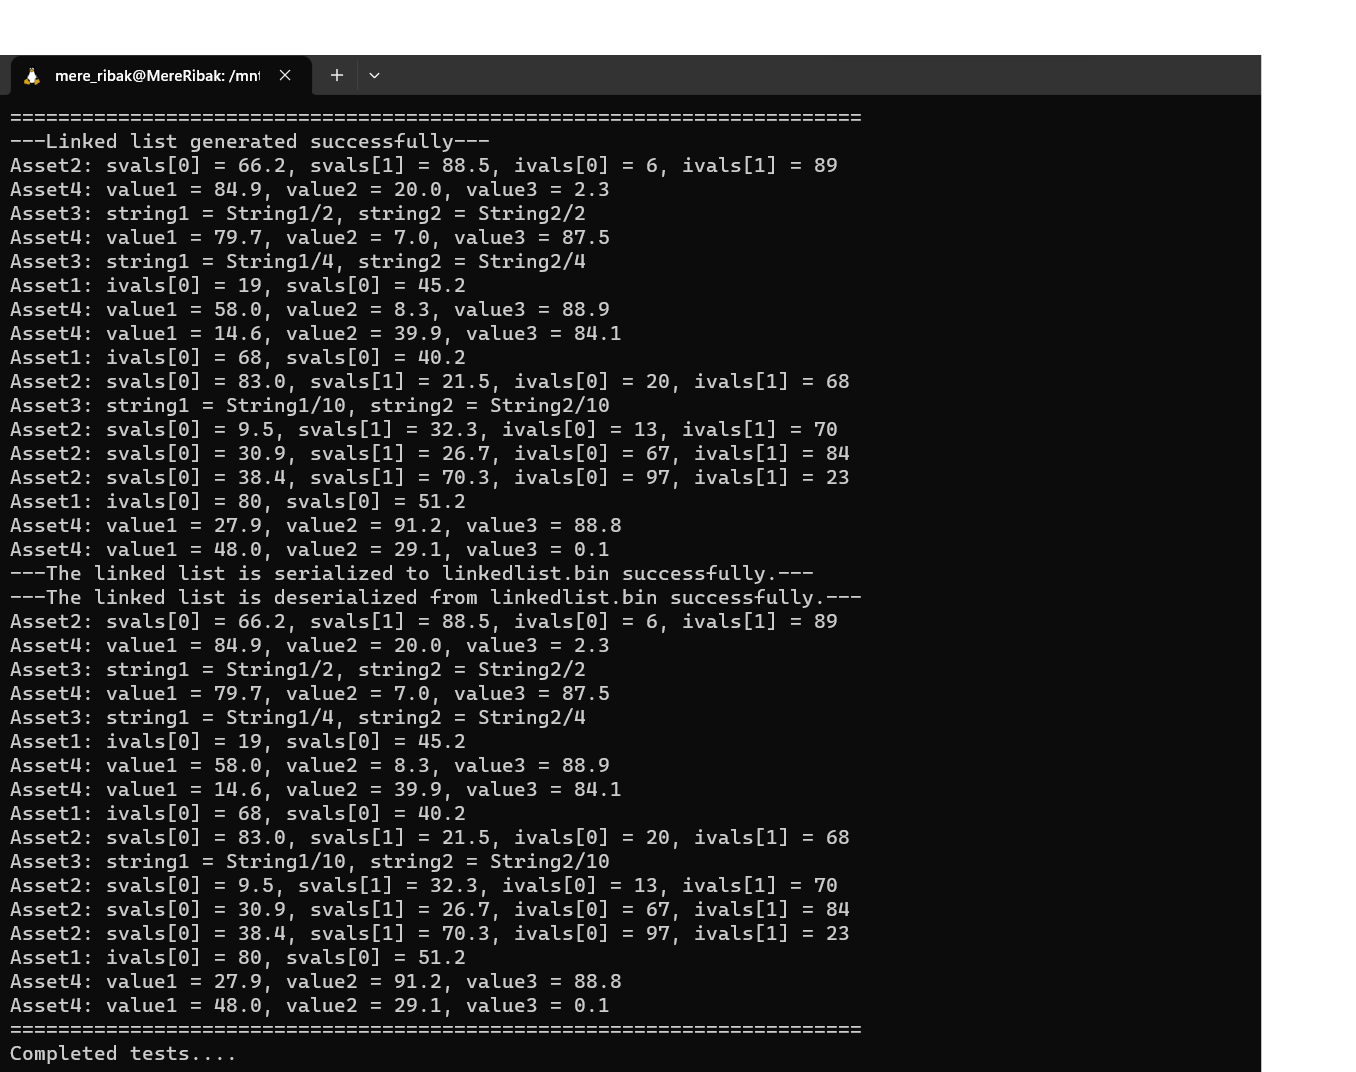 mere_ribak@MereRibak: /mnt
======================================================================= 
---Linked list generated successfully---
Asset2: svals[0] = 66.2, svals[1] = 88.5, ivals[0] = 6, ivals[1] = 89
Asset4: value1 = 84.9, value2 = 20.0, value3 = 2.3
Asset3: string1 = String1/2, string2 = String2/2
Asset4: value1 = 79.7, value2 = 7.0, value3 = 87.5
Asset3: string1 = String1/4, string2 = String2/4
Asset1: ivals[0] = 19, svals[0] = 45.2
Asset4: value1 = 58.0, value2 = 8.3, value3 = 88.9
Asset4: value1 = 14.6, value2 = 39.9, value3 = 84.1
Asset1: ivals[0] = 68, svals[0] = 40.2
Asset2: svals[0] = 83.0, svals[1] = 21.5, ivals[0] = 20, ivals[1] = 68
Asset3: string1 = String1/10, string2 = String2/10
Asset2: svals[0] = 9.5, svals[1] = 32.3, ivals[0] = 13, ivals[1] = 70
Asset2: svals[0] = 30.9, svals[1] = 26.7, ivals[0] = 67, ivals[1] = 84
Asset2: svals[0] = 38.4, svals[1] = 70.3, ivals[0] = 97, ivals[1] = 23
Asset1: ivals[0] = 80, svals[0] = 51.2
Asset4: value1 = 27.9, value2 = 91.2, value3 = 88.8
Asset4: value1 = 48.0, value2 = 29.1, value3 = 0.1
---The linked list is serialized to linkedlist.bin successfully.---
---The linked list is deserialized from linkedlist.bin successfully.---
Asset2: svals[0] = 66.2, svals[1] = 88.5, ivals[0] = 6, ivals[1] = 89
Asset4: value1 = 84.9, value2 = 20.0, value3 = 2.3
Asset3: string1 = String1/2, string2 = String2/2
Asset4: value1 = 79.7, value2 = 7.0, value3 = 87.5
Asset3: string1 = String1/4, string2 = String2/4
Asset1: ivals[0] = 19, svals[0] = 45.2
Asset4: value1 = 58.0, value2 = 8.3, value3 = 88.9
Asset4: value1 = 14.6, value2 = 39.9, value3 = 84.1
Asset1: ivals[0] = 68, svals[0] = 40.2
Asset2: svals[0] = 83.0, svals[1] = 21.5, ivals[0] = 20, ivals[1] = 68
Asset3: string1 = String1/10, string2 = String2/10
Asset2: svals[0] = 9.5, svals[1] = 32.3, ivals[0] = 13, ivals[1] = 70
Asset2: svals[0] = 30.9, svals[1] = 26.7, ivals[0] = 67, ivals[1] = 84
Asset2: svals[0] = 38.4, svals[1] = 70.3, ivals[0] = 97, ivals[1] = 23
Asset1: ivals[0] = 80, svals[0] = 51.2
Asset4: value1 = 27.9, value2 = 91.2, value3 = 88.8
Asset4: value1 = 48.0, value2 = 29.1, value3 = 0.1
=======================================================================
Completed tests....